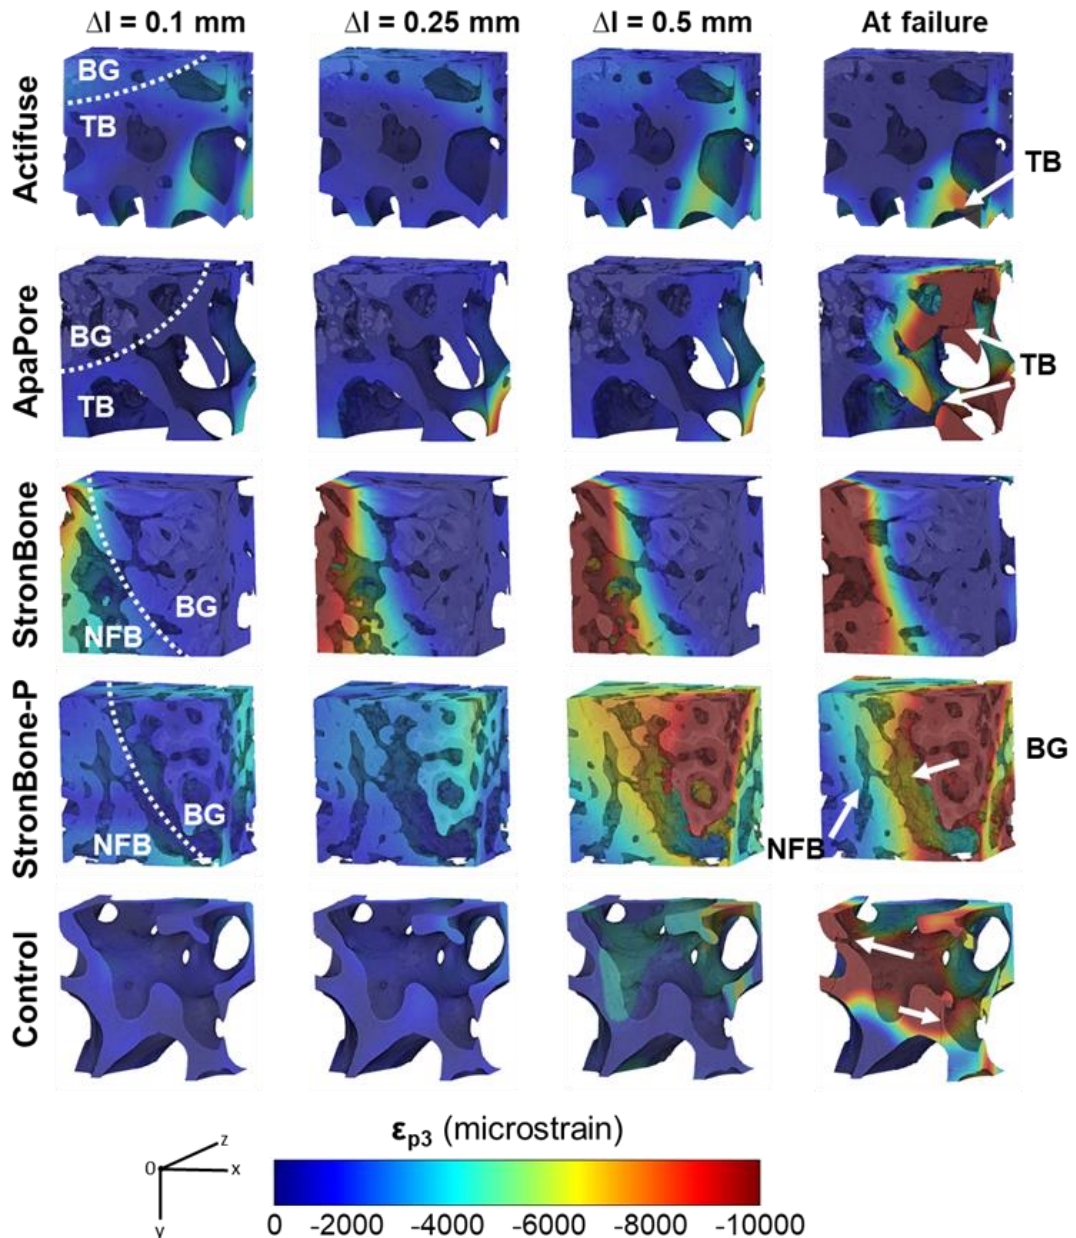 Δl = 0.1 mm Δl = 0.25 mm Δl = 0.5 mm At failure
Actifuse
BG
TB
TB
ApaPore
BG
TB
TB
StronBone
BG
NFB
StronBone-P
BG
NFB
BG
NFB
Control
εp3 (microstrain)
z
0
x
y
0 -2000 -4000 -6000 -8000 -10000